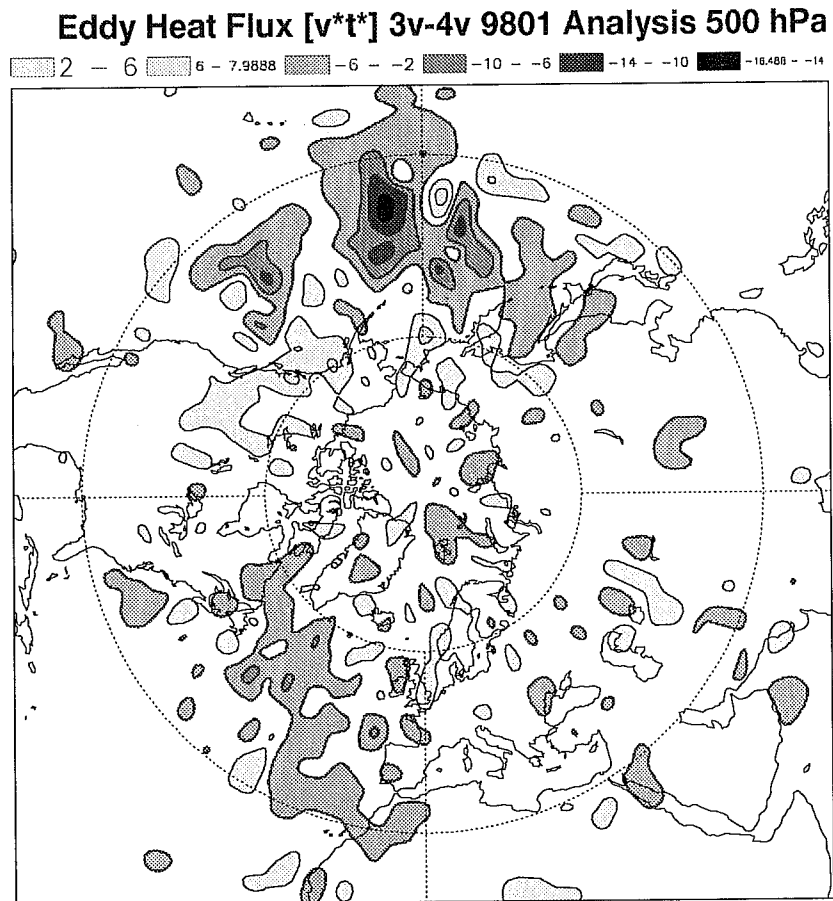 Eddy Heat Flux [v*t*] 3v-4v 9801 Analysis 500 hPa
2 – 6 6 - 7.9888 -6 - -2 -10 - -6 -14 - -10 -16.488 - -14